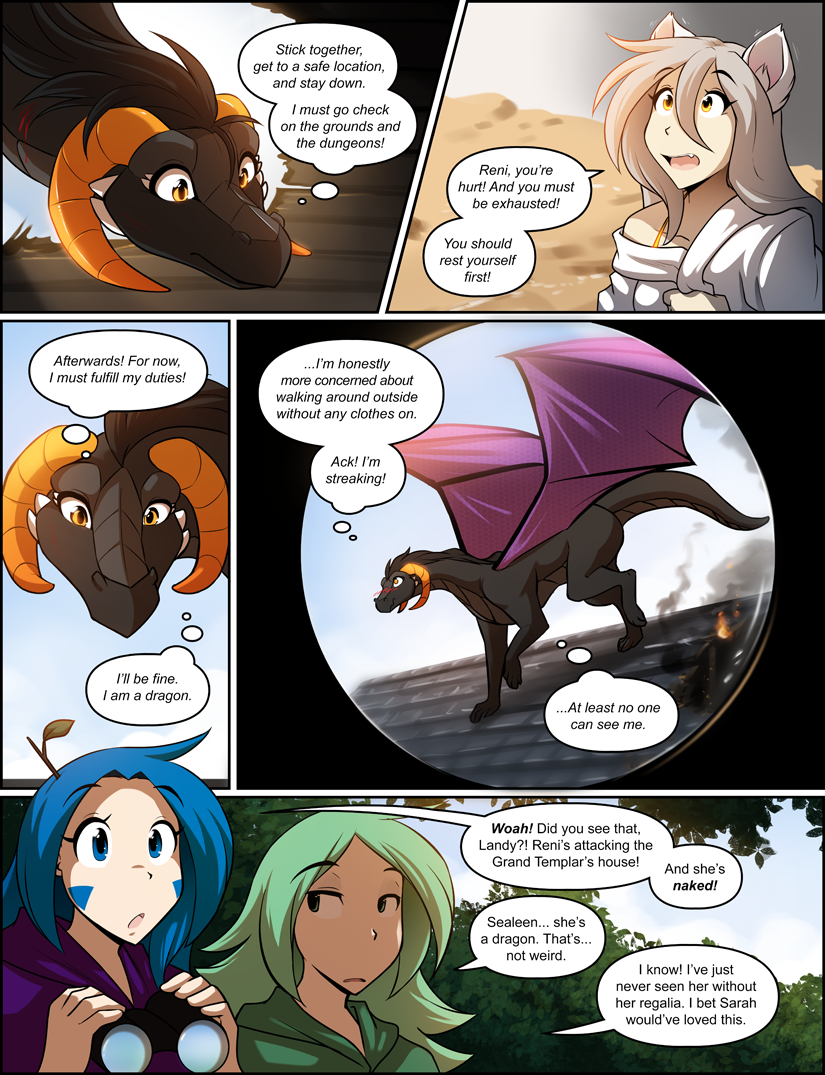 Stick together,
get to a safe location,
and stay down.
I must go check
on the grounds and
the dungeons!
Reni, you're
hurt! And you must
be exhausted!
You should
rest yourself
first!
Afterwards! For now,
I must fulfill my duties!
I'll be fine.
I am a dragon.
...I'm honestly
more concerned about
walking around outside
without any clothes on.
Ack! I'm
streaking!
...At least no one
can see me.
Woah! Did you see that,
Landy?! Reni's attacking the
Grand Templar's house!
And she's
naked!
Sealeen... she's
a dragon. That's...
not weird.
I know! I've just
never seen her without
her regalia. I bet Sarah
would've loved this.